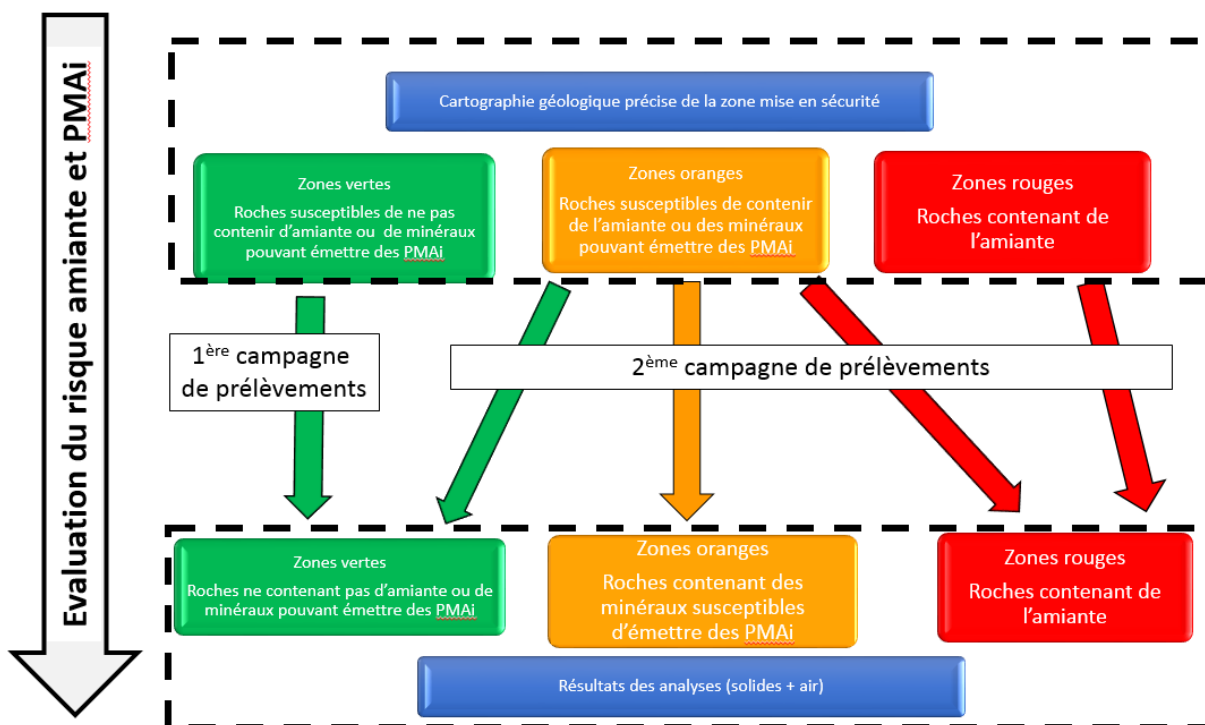 Evaluation du risque amiante et PMAi
Cartographie géologique précise de la zone mise en sécurité
Zones vertes
Roches susceptibles de ne pas
contenir d'amiante ou de minéraux
pouvant émettre des PMAi
Zones oranges
Roches susceptibles de contenir
de l'amiante ou des minéraux
pouvant émettre des PMAi
Zones rouges
Roches contenant de
l'amiante
1ère campagne
de prélèvements
2ème campagne de prélèvements
Zones vertes
Roches ne contenant pas d'amiante ou de
minéraux pouvant émettre des PMAi
Zones oranges
Roches contenant des
minéraux susceptibles
d'émettre des PMAi
Zones rouges
Roches contenant de
l'amiante
Résultats des analyses (solides + air)